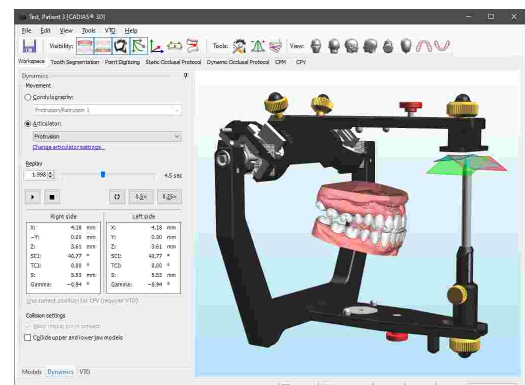 Test, Patient 3 [CADIAS® 3D]
File Edit View Tools VTO Help
Visibility: Tools: View:
Workspace Tooth Segmentation Point Digitizing Static Occlusal Protocol Dynamic Occlusal Protocol CPM CPV
Dynamics
Movement
Condylography:
Protrusion/Retrusion 1
Articulator:
Protrusion
Change articulator settings...
Replay
1.998 4.5 sec
0.5x 0.25x
Right side Left side
X: 4.18 mm X: 4.18 mm
-Y: 0.00 mm Y: 0.00 mm
Z: 3.61 mm Z: 3.61 mm
SCI: 40.77 ° SCI: 40.77 °
TCI: 0.00 ° TCI: 0.00 °
S: 5.53 mm S: 5.53 mm
Gamma: -0.94 ° Gamma: -0.94 °
Use current position for CPV (requires VTO)
Collision settings
Keep incisal pin in contact
Collide upper and lower jaw models
Models Dynamics VTO